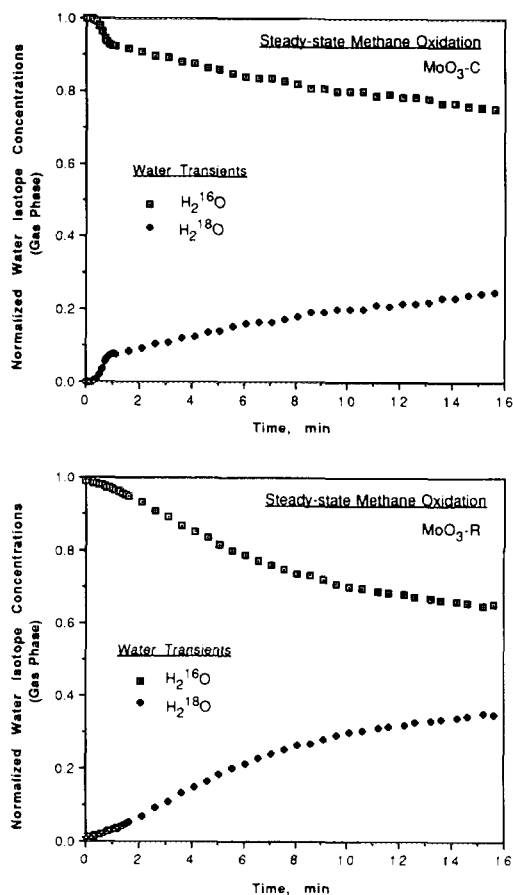 Normalized Water Isotope Concentrations
(Gas Phase)
1.0
0.8
0.6
0.4
0.2
0.0
Steady-state Methane Oxidation
MoO3-C
Water Transients
H2 16O
H2 18O
0 2 4 6 8 10 12 14 16
Time, min
Normalized Water Isotope Concentrations
(Gas Phase)
1.0
0.8
0.6
0.4
0.2
0.0
Steady-state Methane Oxidation
MoO3-R
Water Transients
H2 16O
H2 18O
0 2 4 6 8 10 12 14 16
Time, min